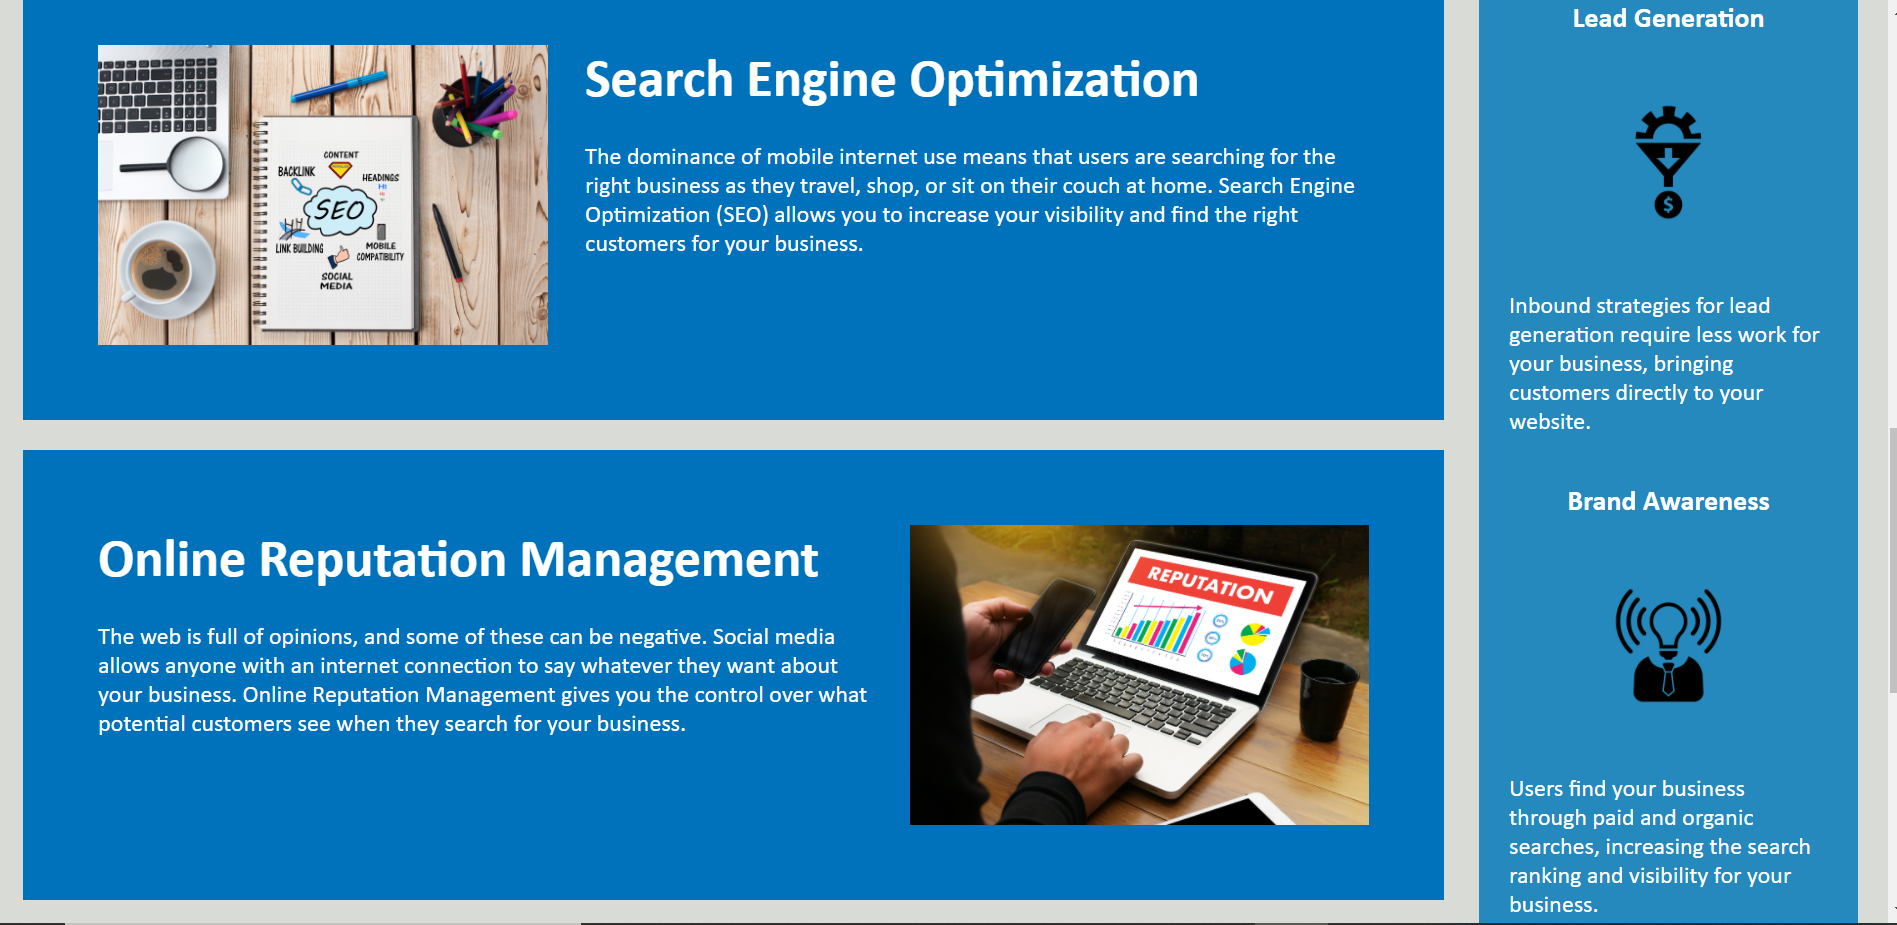 Search Engine Optimization
The dominance of mobile internet use means that users are searching for the
right business as they travel, shop, or sit on their couch at home. Search Engine
Optimization (SEO) allows you to increase your visibility and find the right
customers for your business.
CONTENT
BACKLINK
HEADINGS
H1
SEO
LINK BUILDING
MOBILE
COMPATIBILITY
SOCIAL
MEDIA
Online Reputation Management
The web is full of opinions, and some of these can be negative. Social media
allows anyone with an internet connection to say whatever they want about
your business. Online Reputation Management gives you the control over what
potential customers see when they search for your business.
REPUTATION
Lead Generation
$
Inbound strategies for lead
generation require less work for
your business, bringing
customers directly to your
website.
Brand Awareness
Users find your business
through paid and organic
searches, increasing the search
ranking and visibility for your
business.